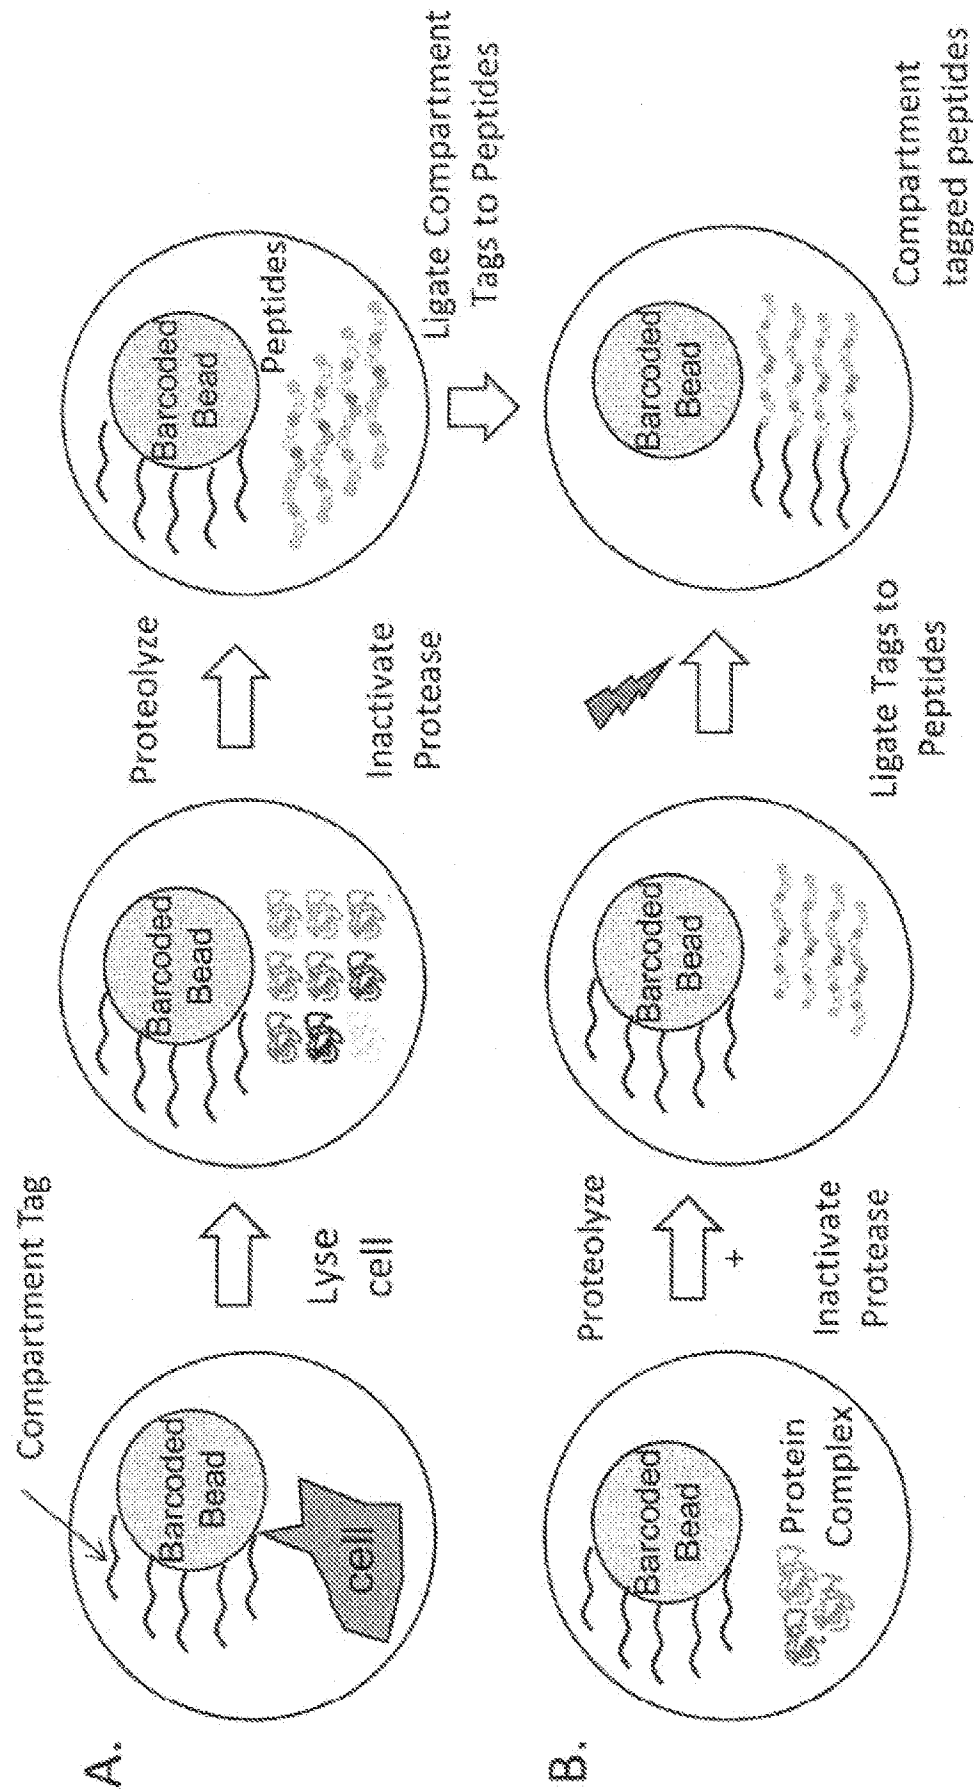 A.
Compartment Tag
Barcoded
Bead
cell
Lyse
cell
Barcoded
Bead
Proteolyze
Inactivate
Protease
Barcoded
Bead
Peptides
Ligate Compartment
Tags to Peptides
B.
Barcoded
Bead
Protein
Complex
Proteolyze
+
Inactivate
Protease
Barcoded
Bead
Ligate Tags to
Peptides
Barcoded
Bead
Compartment
tagged peptides